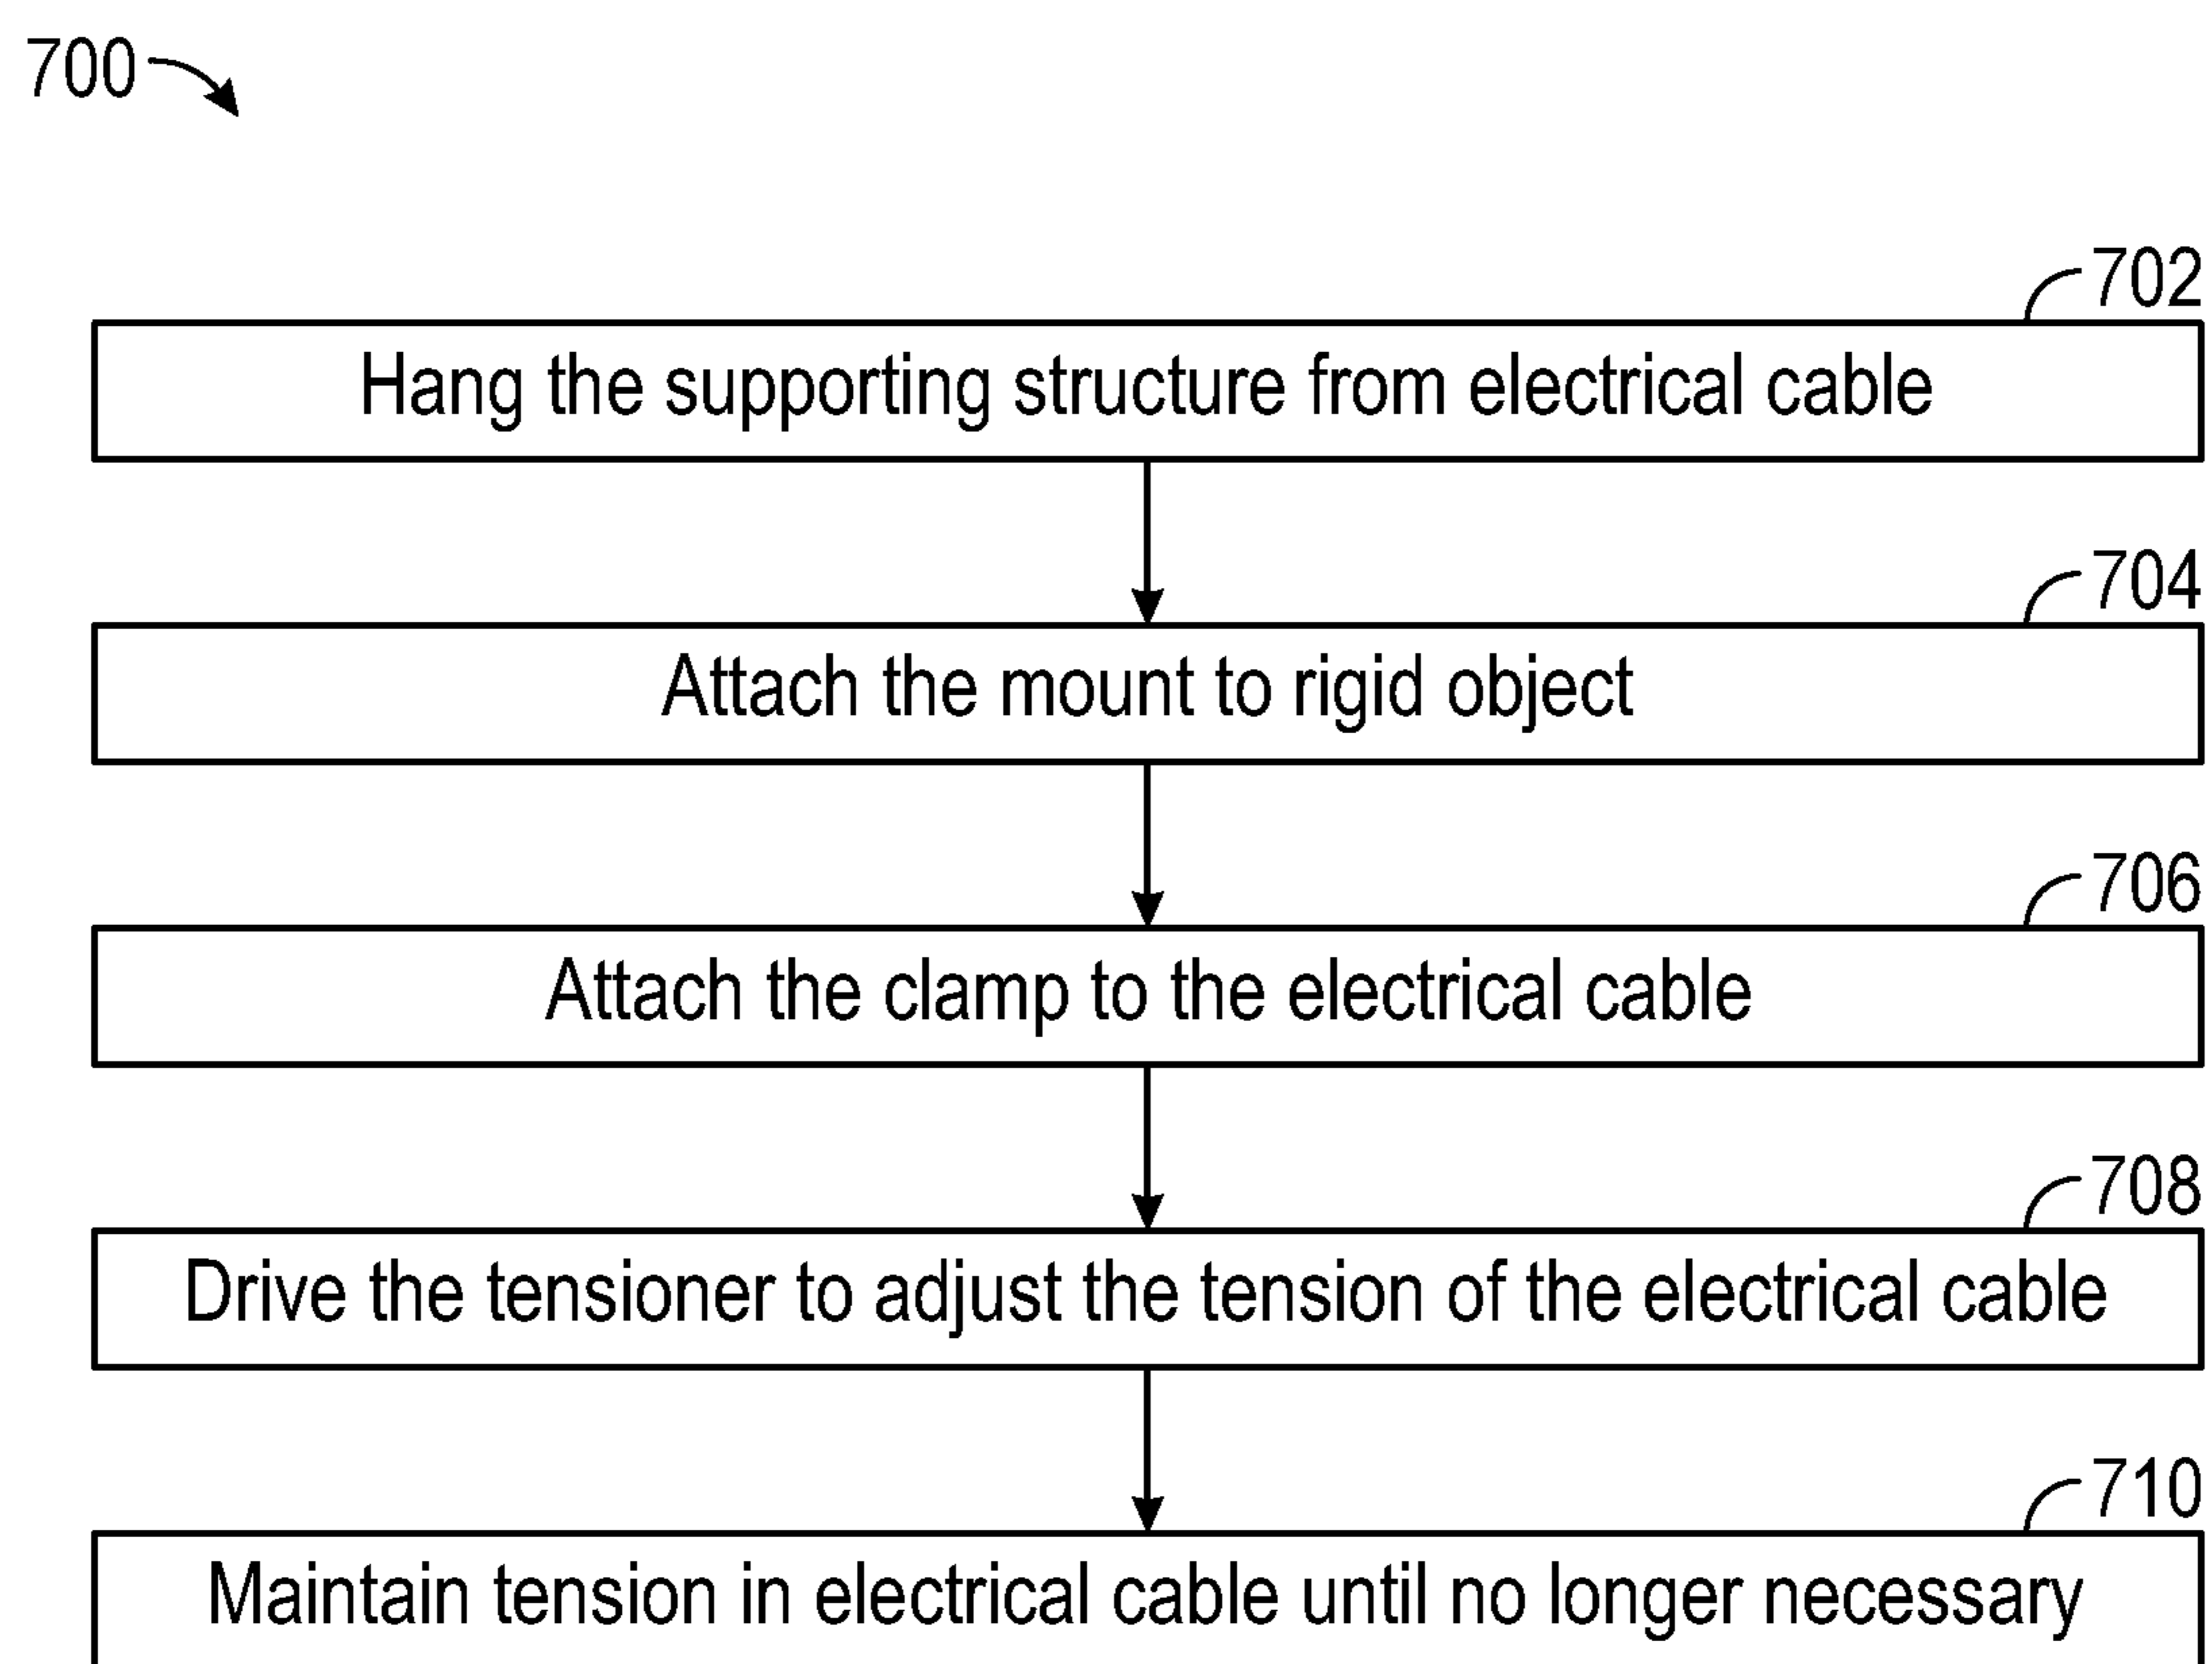 700
702
Hang the supporting structure from electrical cable
704
Attach the mount to rigid object
706
Attach the clamp to the electrical cable
708
Drive the tensioner to adjust the tension of the electrical cable
710
Maintain tension in electrical cable until no longer necessary